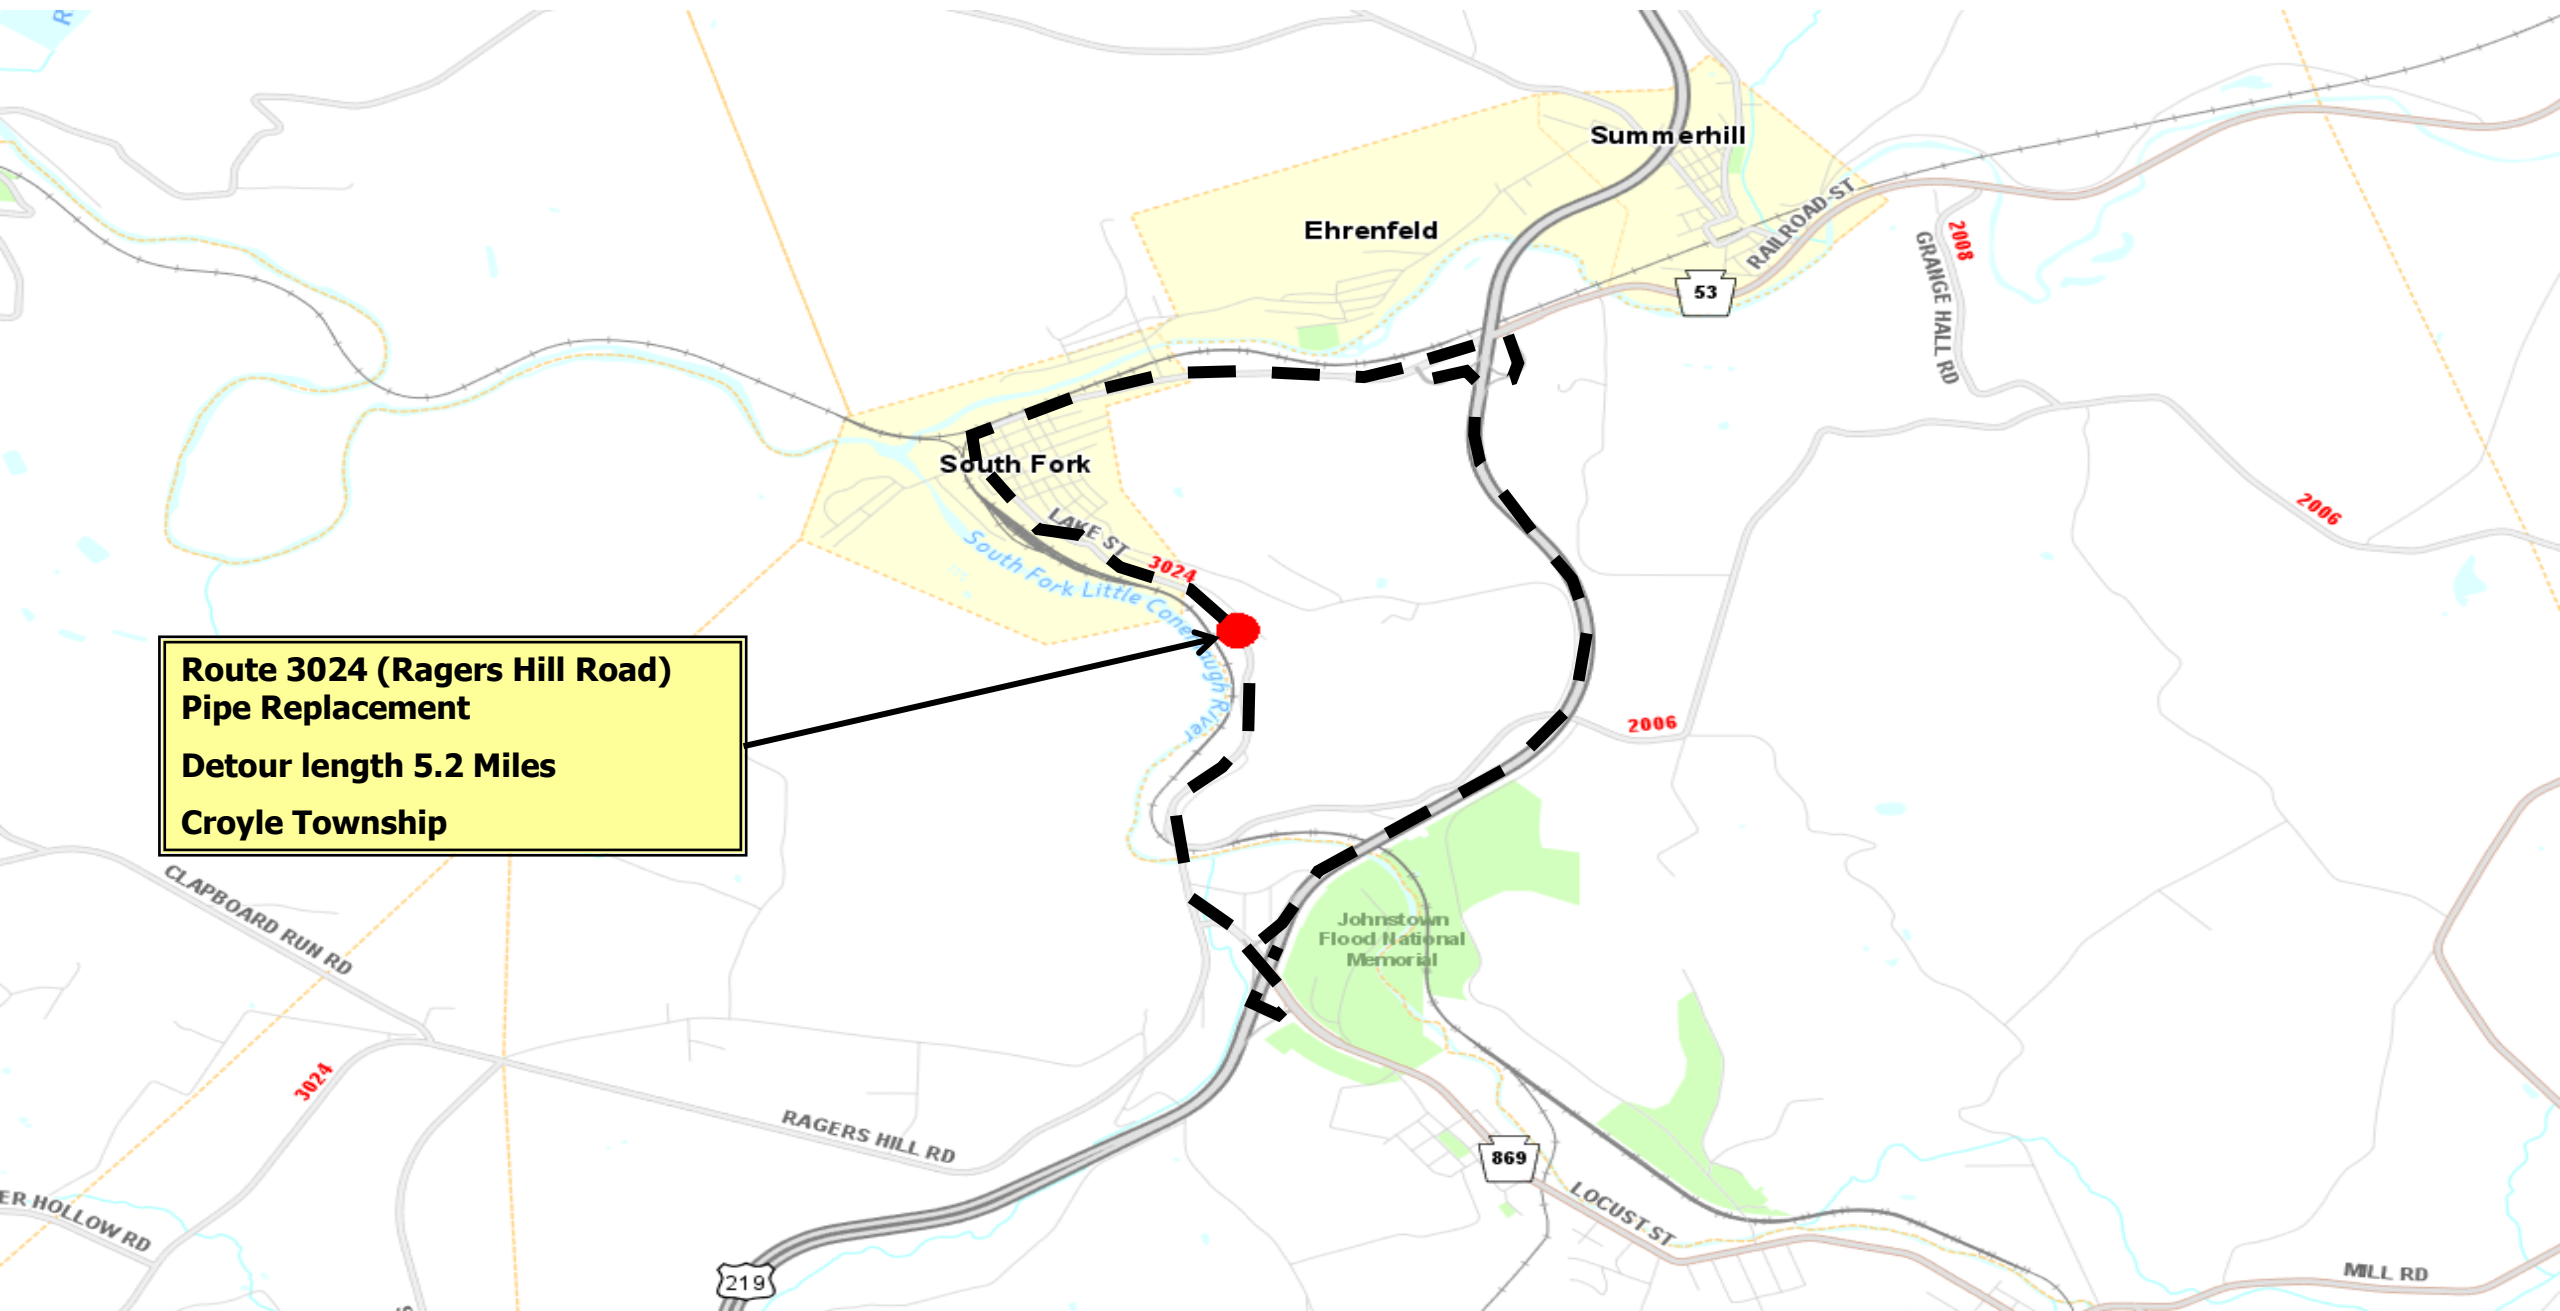 R
Summerhill
Ehrenfeld
RAILROAD ST
53
2008
GRANGE HALL RD
South Fork
LAKE ST
3024
South Fork Little Conemaugh River
2006
2006
Route 3024 (Ragers Hill Road)
Pipe Replacement
Detour length 5.2 Miles
Croyle Township
CLAPBOARD RUN RD
Johnstown
Flood National
Memorial
3024
RAGERS HILL RD
869
LOCUST ST
ER HOLLOW RD
219
MILL RD